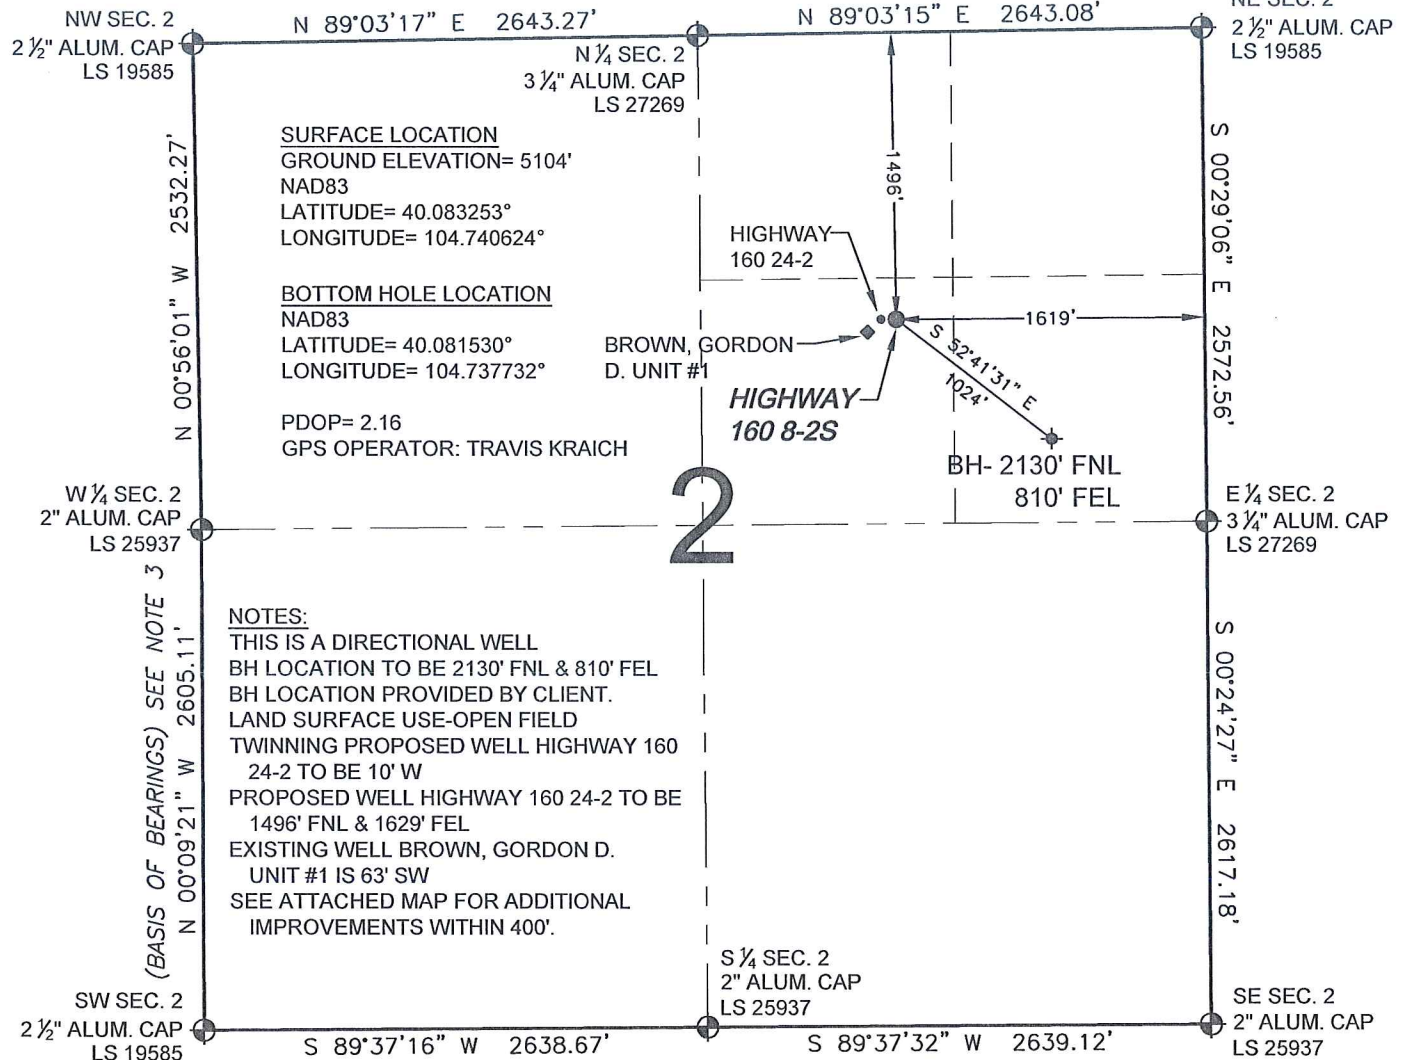 NW SEC. 2
2 ½" ALUM. CAP
LS 19585
N 89°03'17" E 2643.27'
N ¼ SEC. 2
3 ¼" ALUM. CAP
LS 27269
N 89°03'15" E 2643.08'
NE SEC. 2
2 ½" ALUM. CAP
LS 19585
N 00°56'01" W 2532.27'
SURFACE LOCATION
GROUND ELEVATION= 5104'
NAD83
LATITUDE= 40.083253°
LONGITUDE= 104.740624°
BOTTOM HOLE LOCATION
NAD83
LATITUDE= 40.081530°
LONGITUDE= 104.737732°
PDOP= 2.16
GPS OPERATOR: TRAVIS KRAICH
1496'
HIGHWAY
160 24-2
BROWN, GORDON
D. UNIT #1
HIGHWAY
160 8-2S
1619'
S 52°41'31" E
1024'
BH- 2130' FNL
810' FEL
S 00°29'06" E 2572.56'
W ¼ SEC. 2
2" ALUM. CAP
LS 25937
2
E ¼ SEC. 2
3 ¼" ALUM. CAP
LS 27269
(BASIS OF BEARINGS) SEE NOTE 3
N 00°09'21" W 2605.11'
NOTES:
THIS IS A DIRECTIONAL WELL
BH LOCATION TO BE 2130' FNL & 810' FEL
BH LOCATION PROVIDED BY CLIENT.
LAND SURFACE USE-OPEN FIELD
TWINNING PROPOSED WELL HIGHWAY 160
24-2 TO BE 10' W
PROPOSED WELL HIGHWAY 160 24-2 TO BE
1496' FNL & 1629' FEL
EXISTING WELL BROWN, GORDON D.
UNIT #1 IS 63' SW
SEE ATTACHED MAP FOR ADDITIONAL
IMPROVEMENTS WITHIN 400'.
S 00°24'27" E 2617.18'
SW SEC. 2
2 ½" ALUM. CAP
LS 19585
S 89°37'16" W 2638.67'
S ¼ SEC. 2
2" ALUM. CAP
LS 25937
S 89°37'32" W 2639.12'
SE SEC. 2
2" ALUM. CAP
LS 25937